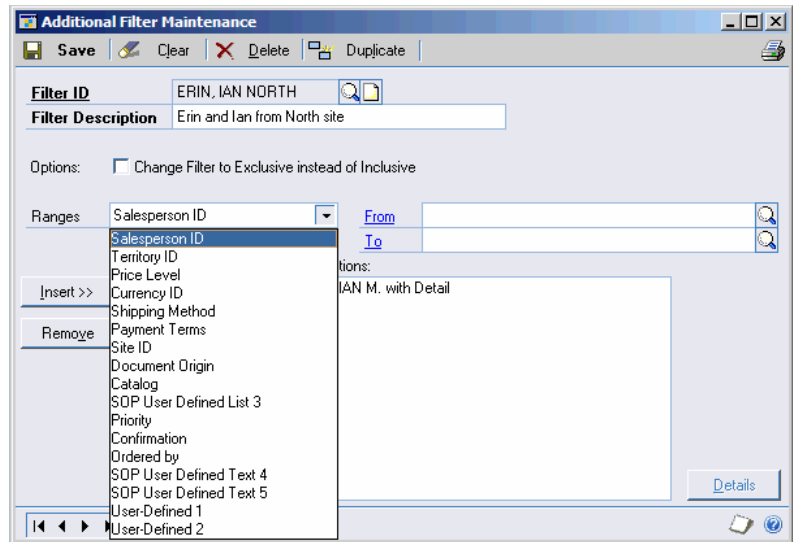 Additional Filter Maintenance
Save Clear Delete Duplicate
Filter ID ERIN, IAN NORTH
Filter Description Erin and Ian from North site
Options: Change Filter to Exclusive instead of Inclusive
Ranges Salesperson ID From
Salesperson ID To
Territory ID tions:
Price Level
Insert >> Currency ID IAN M. with Detail
Shipping Method
Remove Payment Terms
Site ID
Document Origin
Catalog
SOP User Defined List 3
Priority
Confirmation
Ordered by
SOP User Defined Text 4
SOP User Defined Text 5 Details
User-Defined 1
User-Defined 2